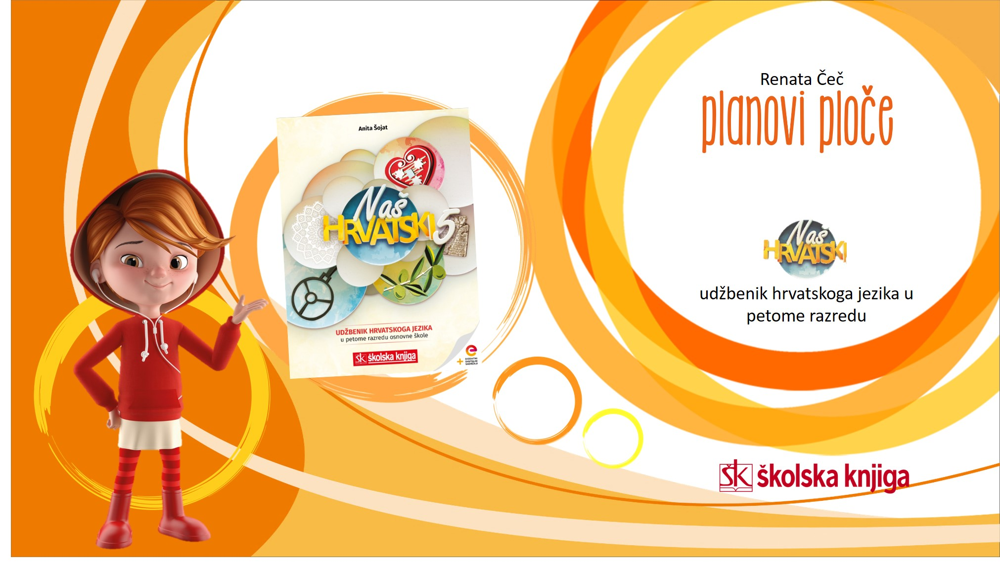 Anita Šojat
Naš
HRVATSKI 5
UDŽBENIK HRVATSKOGA JEZIKA
u petome razredu osnovne škole
ŠK školska knjiga
e
+ DODATNI
DIGITALNI
SADRŽAJI
Renata Čeč
planovi ploče
Naš
HRVATSKI
udžbenik hrvatskoga jezika u
petome razredu
ŠK školska knjiga